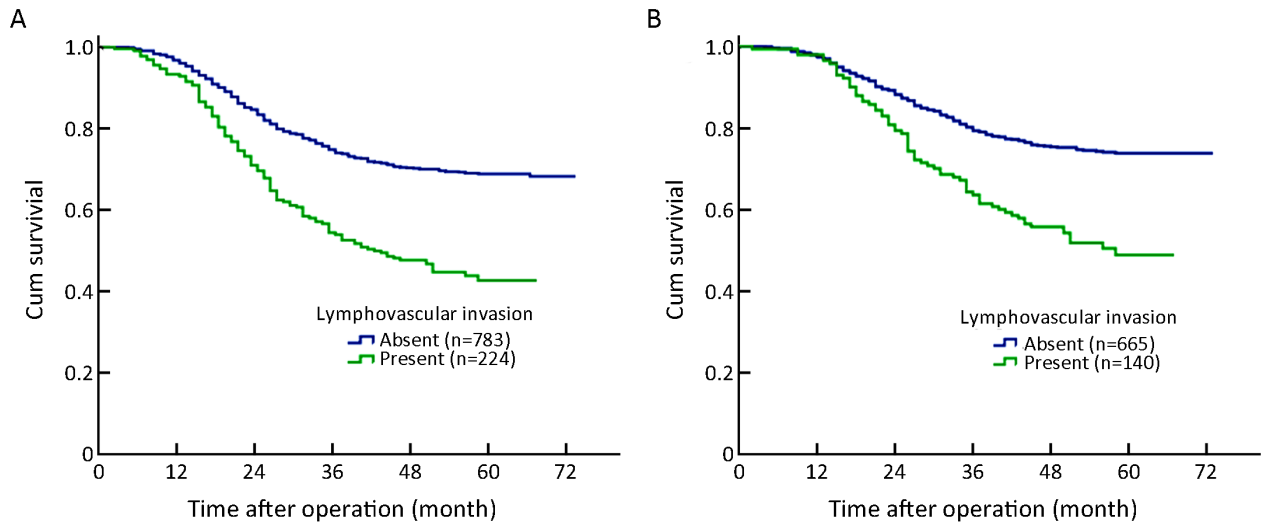 A
Cum survivial
1.0
0.8
0.6
0.4
0.2
0
0 12 24 36 48 60 72
Time after operation (month)
Lymphovascular invasion
Absent (n=783)
Present (n=224)
B
Cum survivial
1.0
0.8
0.6
0.4
0.2
0
0 12 24 36 48 60 72
Time after operation (month)
Lymphovascular invasion
Absent (n=665)
Present (n=140)